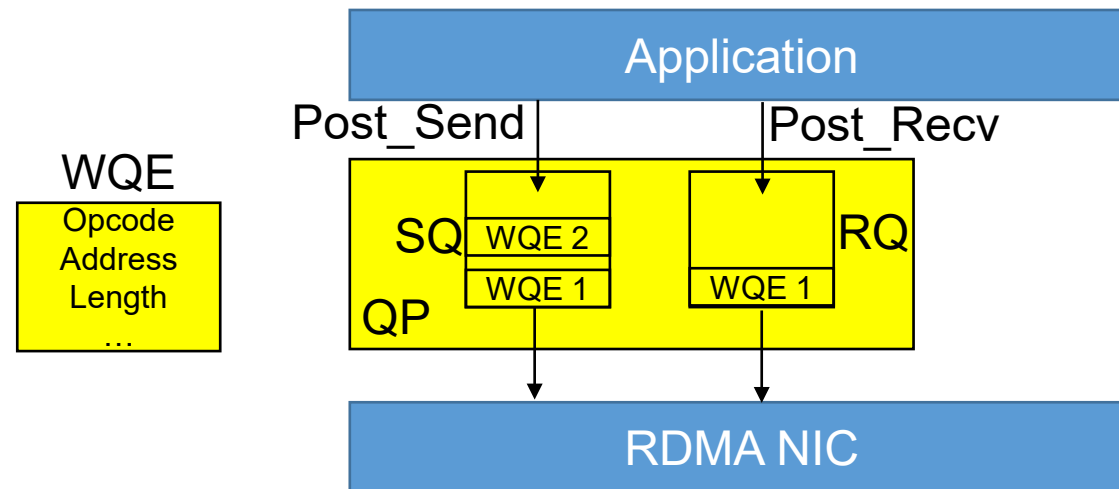 Application
Post_Send
Post_Recv
WQE
Opcode
Address
Length
…
SQ
WQE 2
WQE 1
QP
RQ
WQE 1
RDMA NIC